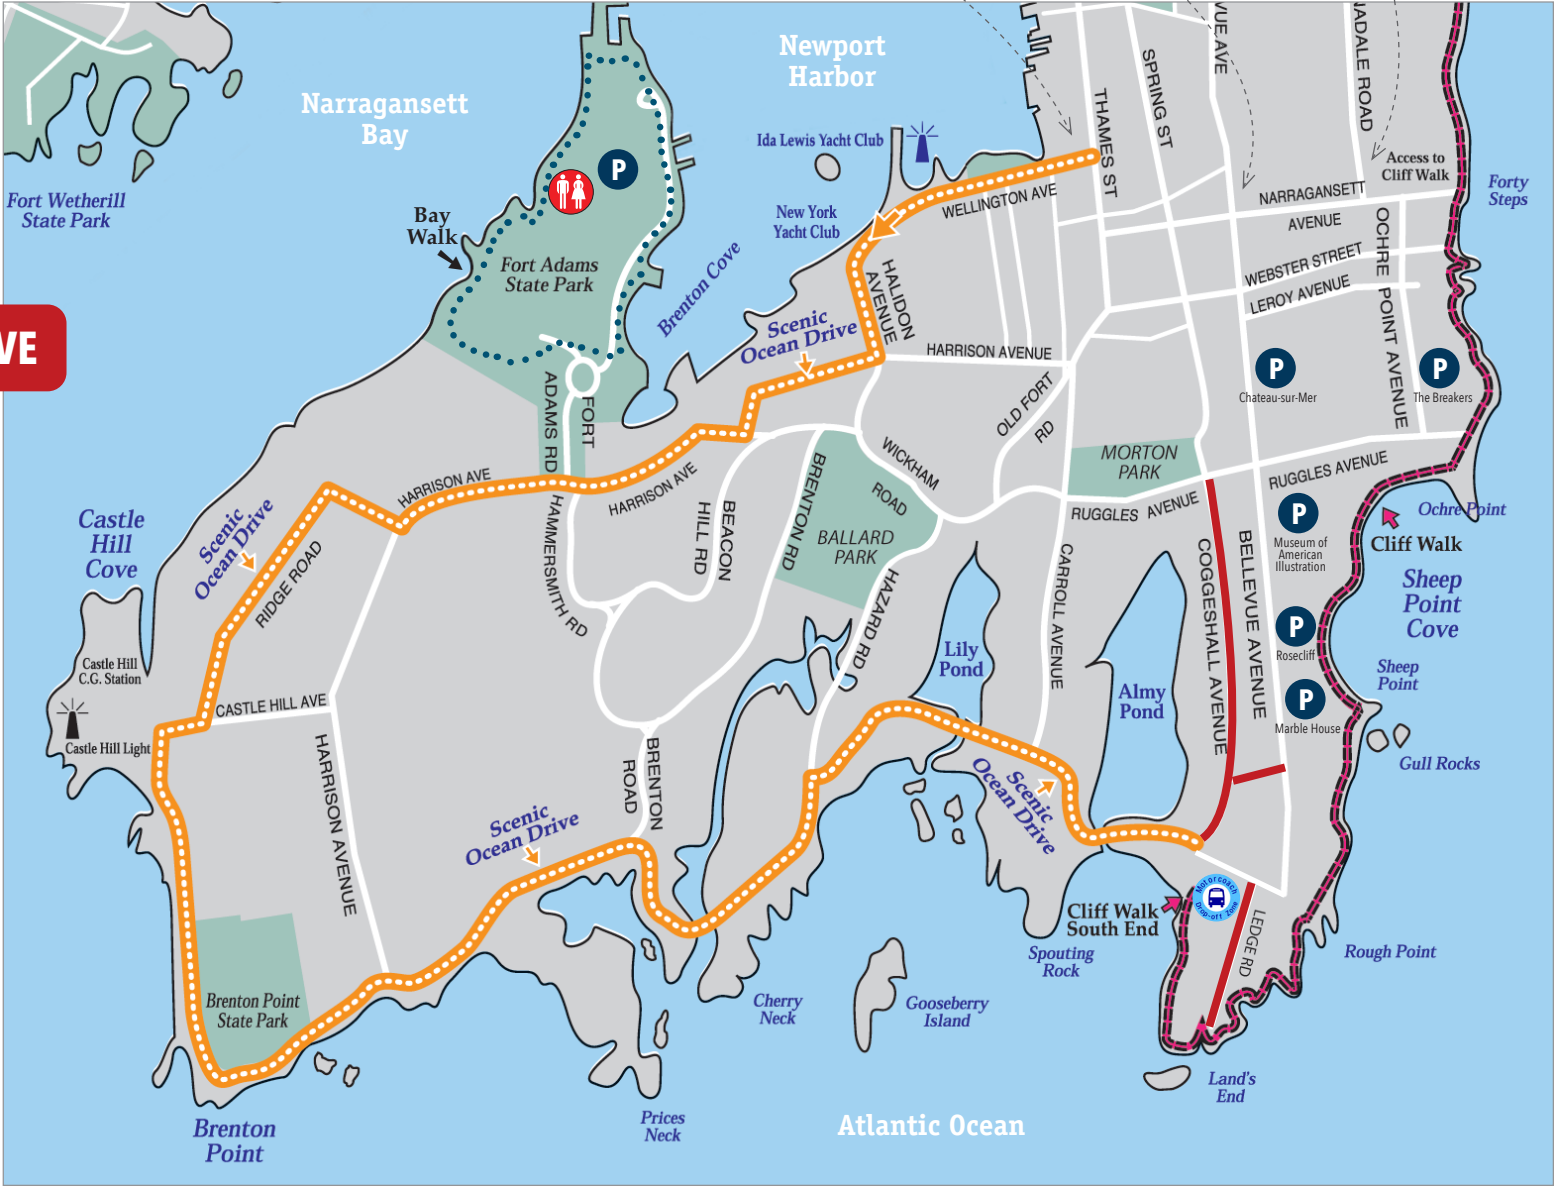 Newport
Harbor
Narragansett
Bay
VUE AVE
NADALE ROAD
SPRING ST
THAMES ST
Ida Lewis Yacht Club
Access to
Cliff Walk
P
Fort Wetherill
State Park
Forty
Steps
Bay
Walk
New York
Yacht Club
WELLINGTON AVE
NARRAGANSETT
AVENUE
Fort Adams
State Park
Brenton Cove
HALIDON
AVENUE
WEBSTER STREET
LEROY AVENUE
OCHRE POINT AVENUE
VE
Scenic
Ocean Drive
HARRISON AVENUE
P
Chateau-sur-Mer
P
The Breakers
FORT
ADAMS RD
OLD FORT
RD
MORTON
PARK
WICKHAM
ROAD
BRENTON RD
HARRISON AVE
HARRISON AVE
RUGGLES AVENUE
RUGGLES AVENUE
Scenic
Ocean Drive
Castle
Hill
Cove
HAMMERSMITH RD
BEACON
HILL RD
BALLARD
PARK
P
Museum of
American
Illustration
Ochre Point
Cliff Walk
Sheep
Point
Cove
RIDGE ROAD
HAZARD RD
CARROLL AVENUE
COGGESHALL AVENUE
BELLEVUE AVENUE
P
Rosecliff
Lily
Pond
Almy
Pond
Sheep
Point
Castle Hill
C.G. Station
Castle Hill Light
CASTLE HILL AVE
P
Marble House
Gull Rocks
HARRISON AVENUE
BRENTON
ROAD
Scenic
Ocean Drive
Scenic
Ocean Drive
Motorcoach
Drop-off Zone
Cliff Walk
South End
LEDGE RD
Spouting
Rock
Rough Point
Brenton Point
State Park
Cherry
Neck
Gooseberry
Island
Land's
End
Prices
Neck
Atlantic Ocean
Brenton
Point